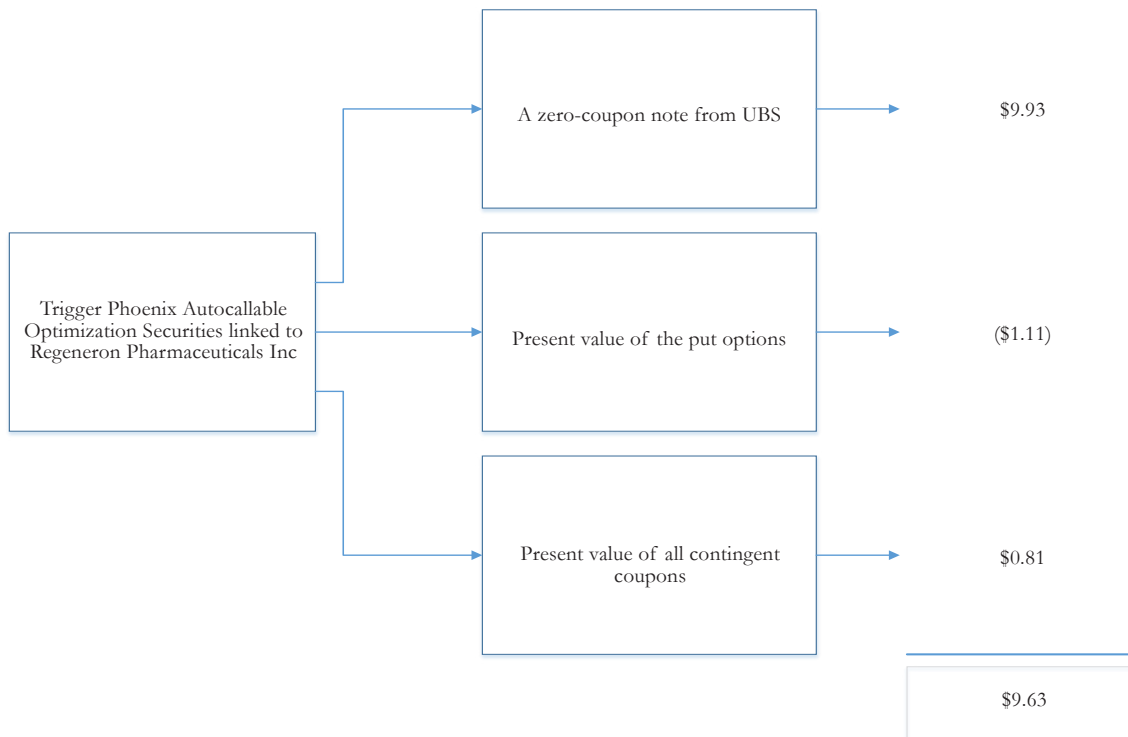 A zero-coupon note from UBS
$9.93
Trigger Phoenix Autocallable
Optimization Securities linked to
Regeneron Pharmaceuticals Inc
Present value of the put options
($1.11)
Present value of all contingent
coupons
$0.81
$9.63